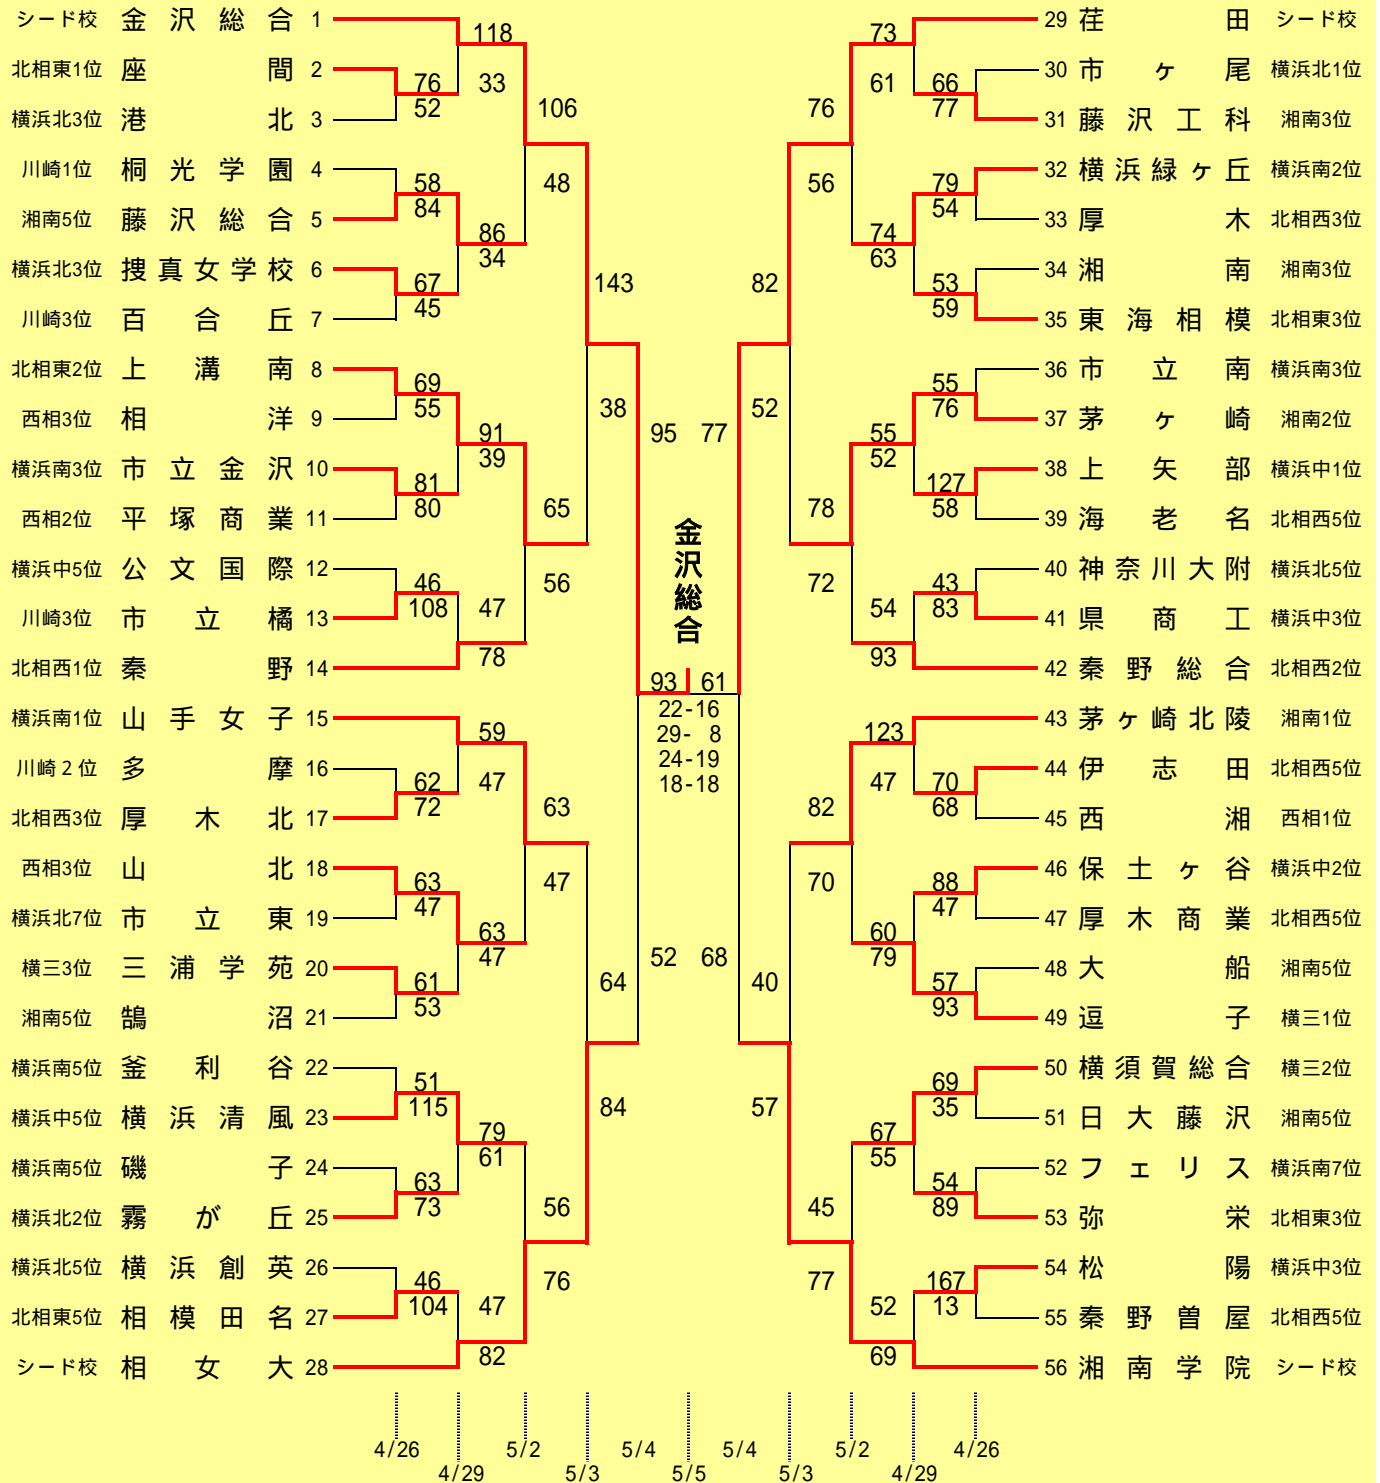 シード校 金沢総合 1
北相東1位 座間 2
横浜北3位 港北 3
川崎1位 桐光学園 4
湘南5位 藤沢総合 5
横浜北3位 捜真女学校 6
川崎3位 百合丘 7
北相東2位 上溝南 8
西相3位 相洋 9
横浜南3位 市立金沢 10
西相2位 平塚商業 11
横浜中5位 公文国際 12
川崎3位 市立橘 13
北相西1位 秦野 14
横浜南1位 山手女子 15
川崎２位 多摩 16
北相西3位 厚木北 17
西相3位 山北 18
横浜北7位 市立東 19
横三3位 三浦学苑 20
湘南5位 鵠沼 21
横浜南5位 釜利谷 22
横浜中5位 横浜清風 23
横浜南5位 磯子 24
横浜北2位 霧が丘 25
横浜北5位 横浜創英 26
北相東5位 相模田名 27
シード校 相女大 28
76
52
58
84
67
45
69
55
81
80
46
108
62
72
63
47
61
53
51
115
63
73
46
104
118
33
86
34
91
39
47
78
59
47
63
47
79
61
47
82
106
48
65
56
63
47
56
76
143
38
64
84
95
52
金沢総合
93 61
22-16
29- 8
24-19
18-18
77
68
82
52
40
57
76
56
78
72
82
70
45
77
73
61
74
63
55
52
54
93
123
47
60
79
67
55
52
69
66
77
79
54
53
59
55
76
127
58
43
83
70
68
88
47
57
93
69
35
54
89
167
13
29 荏田 シード校
30 市ヶ尾 横浜北1位
31 藤沢工科 湘南3位
32 横浜緑ヶ丘 横浜南2位
33 厚木 北相西3位
34 湘南 湘南3位
35 東海相模 北相東3位
36 市立南 横浜南3位
37 茅ヶ崎 湘南2位
38 上矢部 横浜中1位
39 海老名 北相西5位
40 神奈川大附 横浜北5位
41 県商工 横浜中3位
42 秦野総合 北相西2位
43 茅ヶ崎北陵 湘南1位
44 伊志田 北相西5位
45 西湘 西相1位
46 保土ヶ谷 横浜中2位
47 厚木商業 北相西5位
48 大船 湘南5位
49 逗子 横三1位
50 横須賀総合 横三2位
51 日大藤沢 湘南5位
52 フェリス 横浜南7位
53 弥栄 北相東3位
54 松陽 横浜中3位
55 秦野曽屋 北相西5位
56 湘南学院 シード校
4/26 5/2 5/4 5/4 5/2 4/26
4/29 5/3 5/5 5/3 4/29